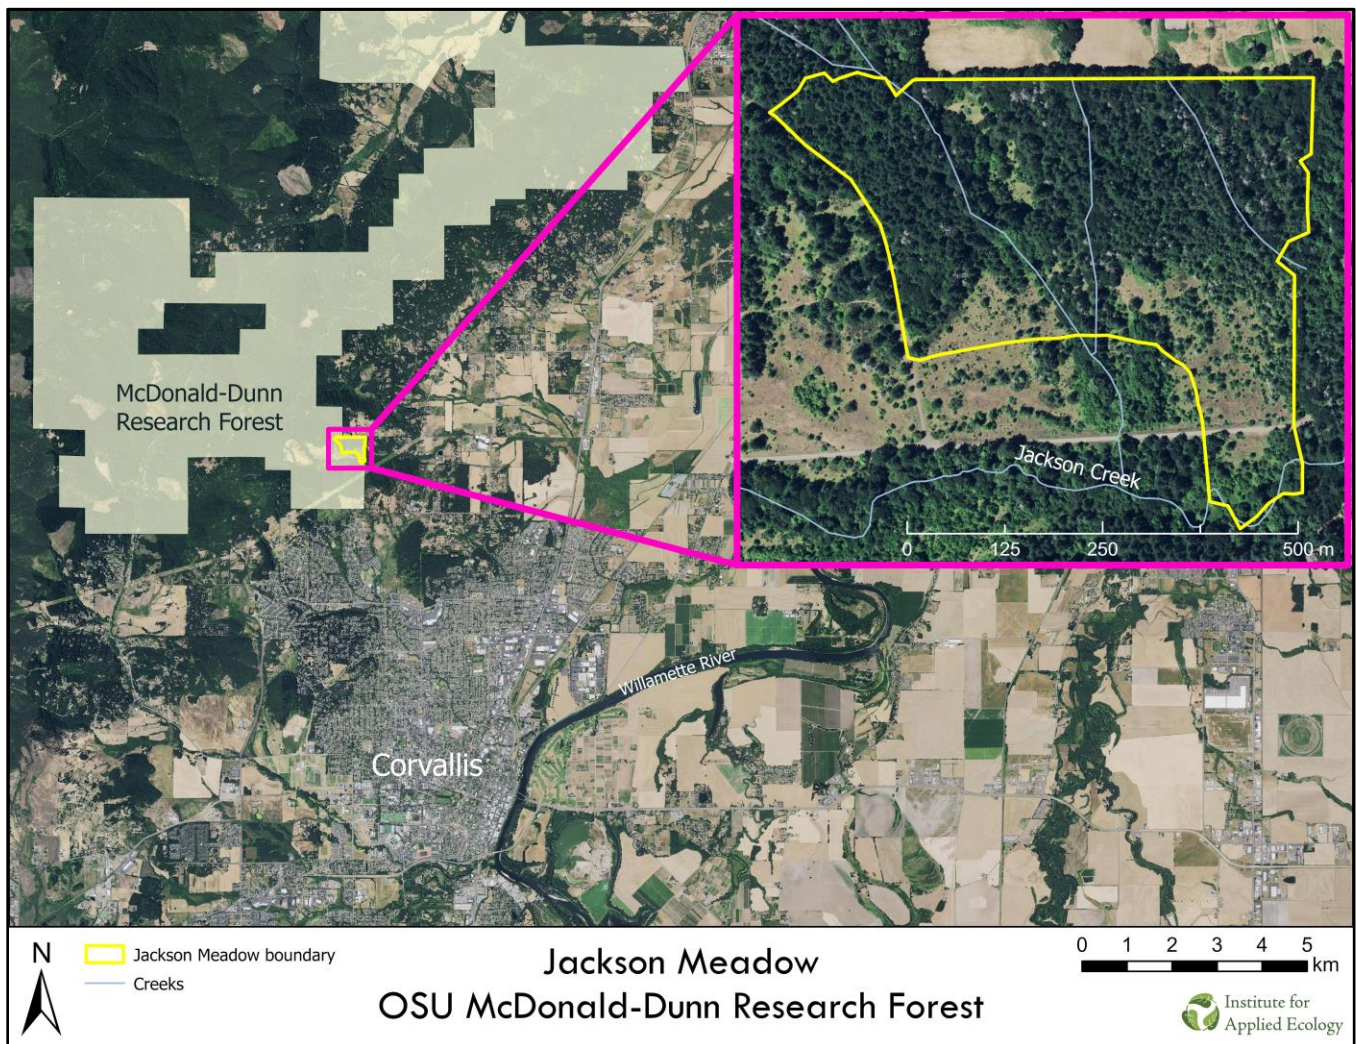 McDonald-Dunn
Research Forest
Jackson Creek
0 125 250 500 m
Willamette River
Corvallis
N
Jackson Meadow boundary
Creeks
Jackson Meadow
OSU McDonald-Dunn Research Forest
0 1 2 3 4 5
km
Institute for
Applied Ecology